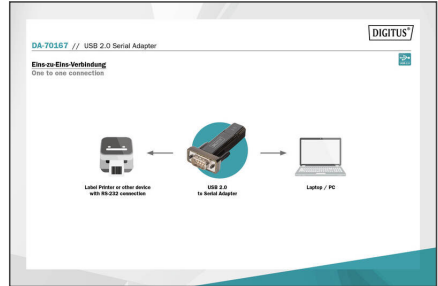 DIGITUS®
DA-70167 // USB 2.0 Serial Adapter
Eins-zu-Eins-Verbindung
One to one connection
Label Printer or other device
with RS-232 connection
USB 2.0
to Serial Adapter
Laptop / PC